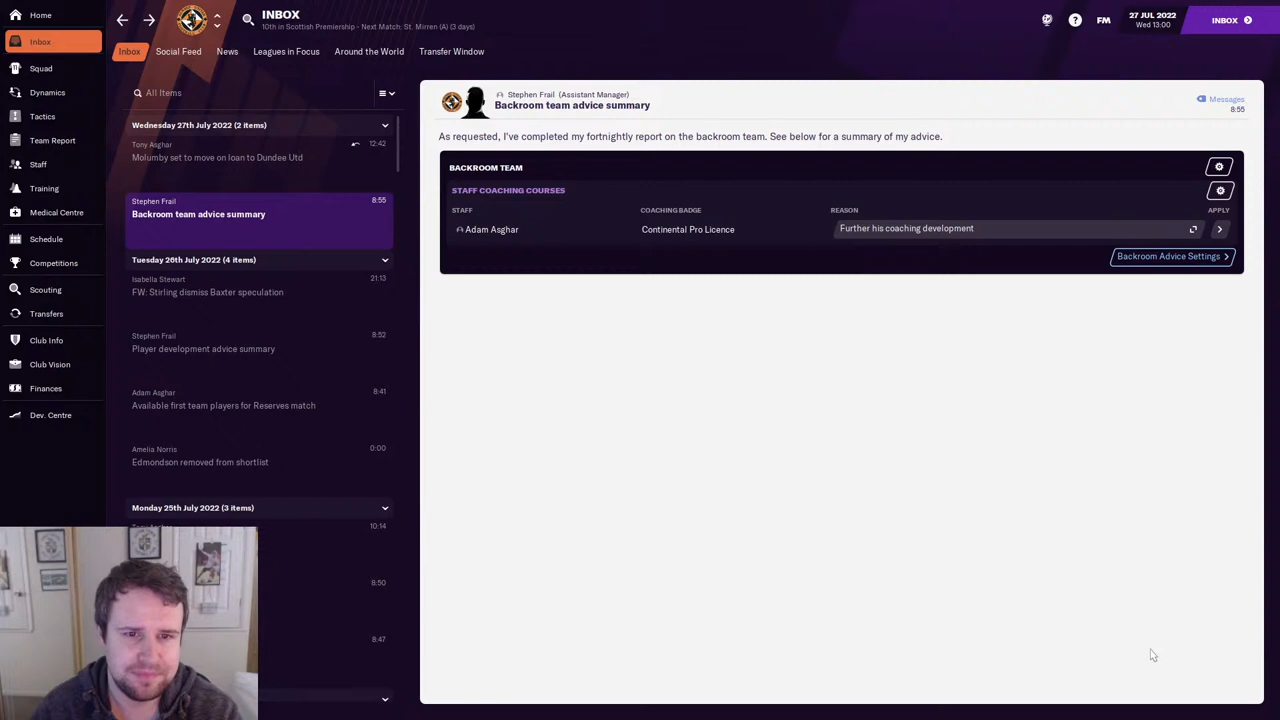 Home
Inbox
Squad
Dynamics
Tactics
Team Report
Staff
Training
Medical Centre
Schedule
Competitions
Scouting
Transfers
Club Info
Club Vision
Finances
Dev. Centre
INBOX
10th in Scottish Premiership - Next Match: St. Mirren (A) (3 days)
FM
27 JUL 2022
Wed 13:00
INBOX
Inbox
Social Feed
News
Leagues in Focus
Around the World
Transfer Window
All Items
Wednesday 27th July 2022 (2 items)
Tony Asghar 12:42
Molumby set to move on loan to Dundee Utd
Stephen Frail 8:55
Backroom team advice summary
Tuesday 26th July 2022 (4 items)
Isabella Stewart 21:13
FW: Stirling dismiss Baxter speculation
Stephen Frail 8:52
Player development advice summary
Adam Asghar 8:41
Available first team players for Reserves match
Amelia Norris 0:00
Edmondson removed from shortlist
Monday 25th July 2022 (3 items)
10:14
8:50
8:47
Stephen Frail (Assistant Manager)
Backroom team advice summary
Messages
8:55
As requested, I've completed my fortnightly report on the backroom team. See below for a summary of my advice.
BACKROOM TEAM
STAFF COACHING COURSES
STAFF COACHING BADGE REASON APPLY
Adam Asghar Continental Pro Licence Further his coaching development
Backroom Advice Settings